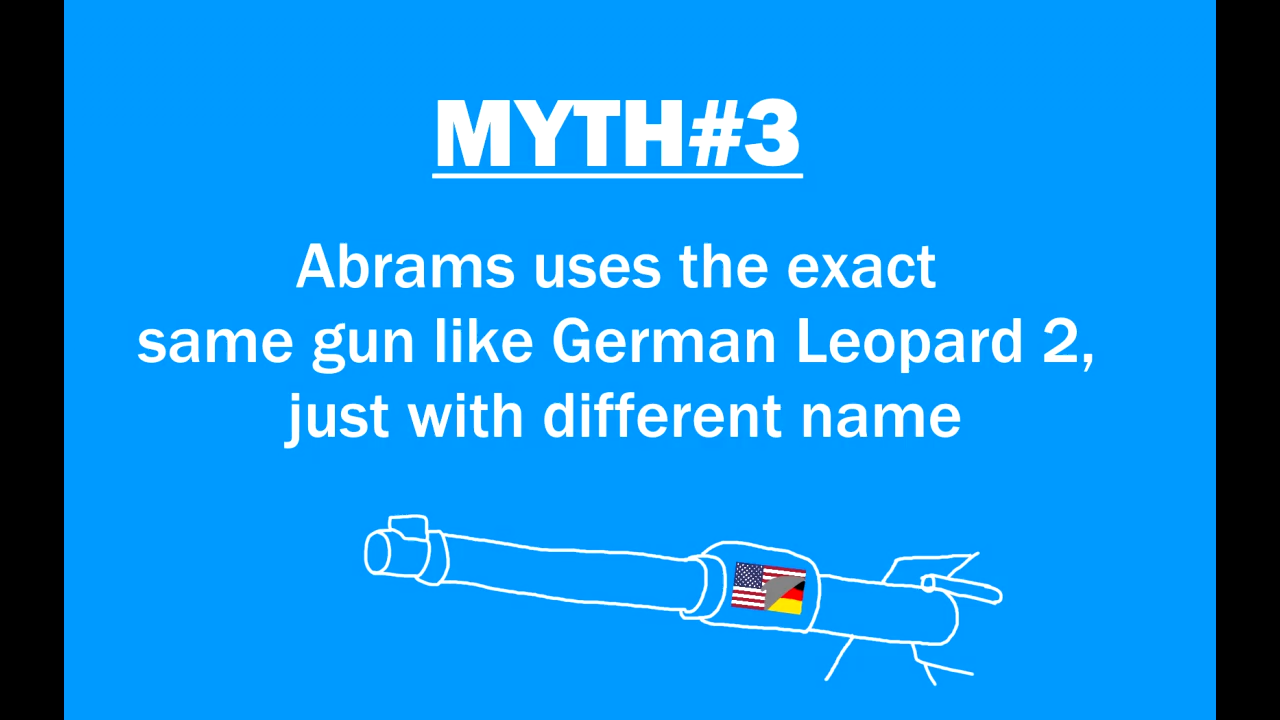 MYTH#3
Abrams uses the exact
same gun like German Leopard 2,
just with different name